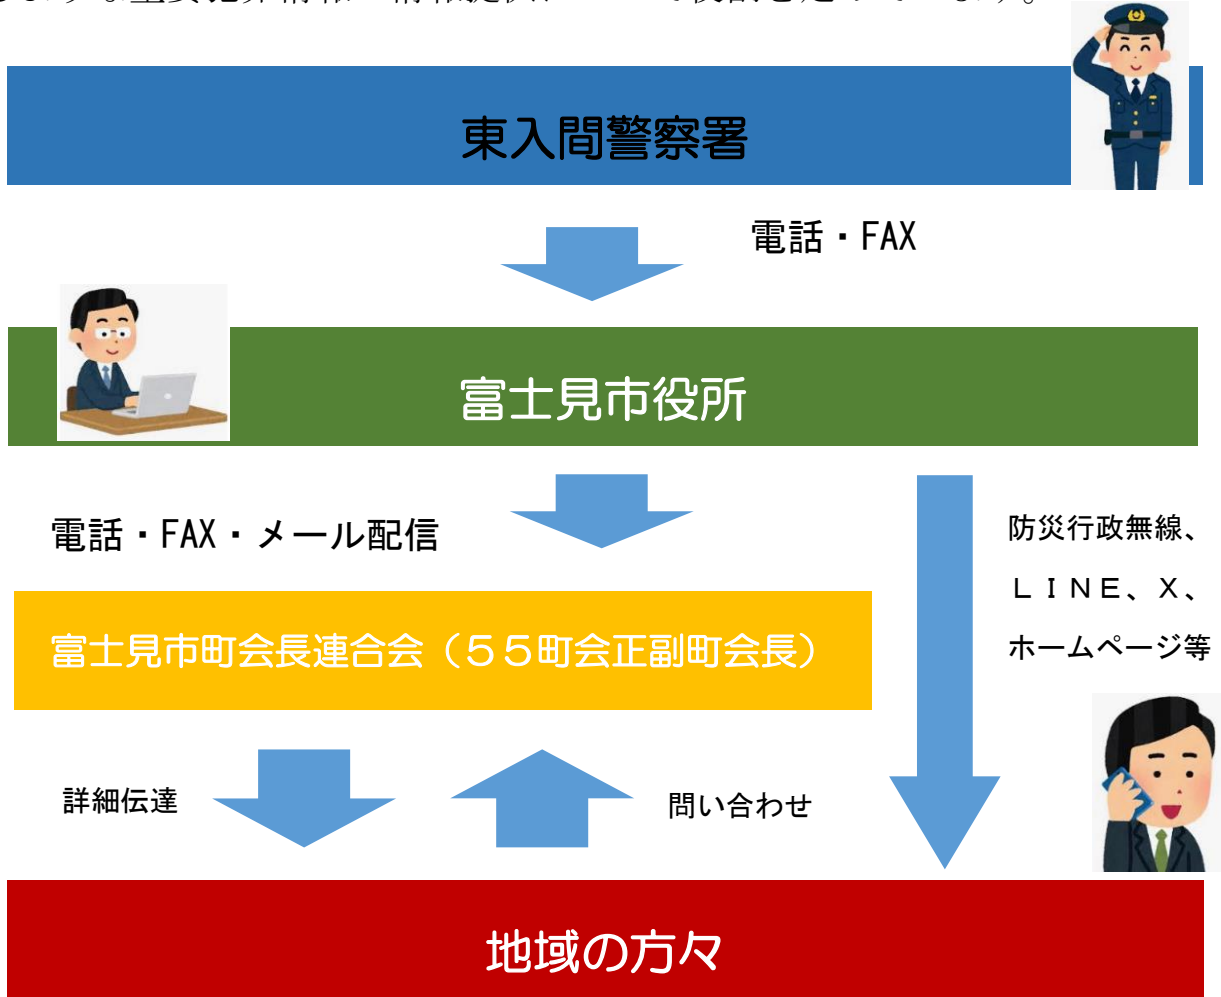 東入間警察署
電話・FAX
富士見市役所
電話・FAX・メール配信
防災行政無線、
ＬＩＮＥ、Ｘ、
ホームページ等
富士見市町会長連合会（５５町会正副町会長）
詳細伝達
問い合わせ
地域の方々